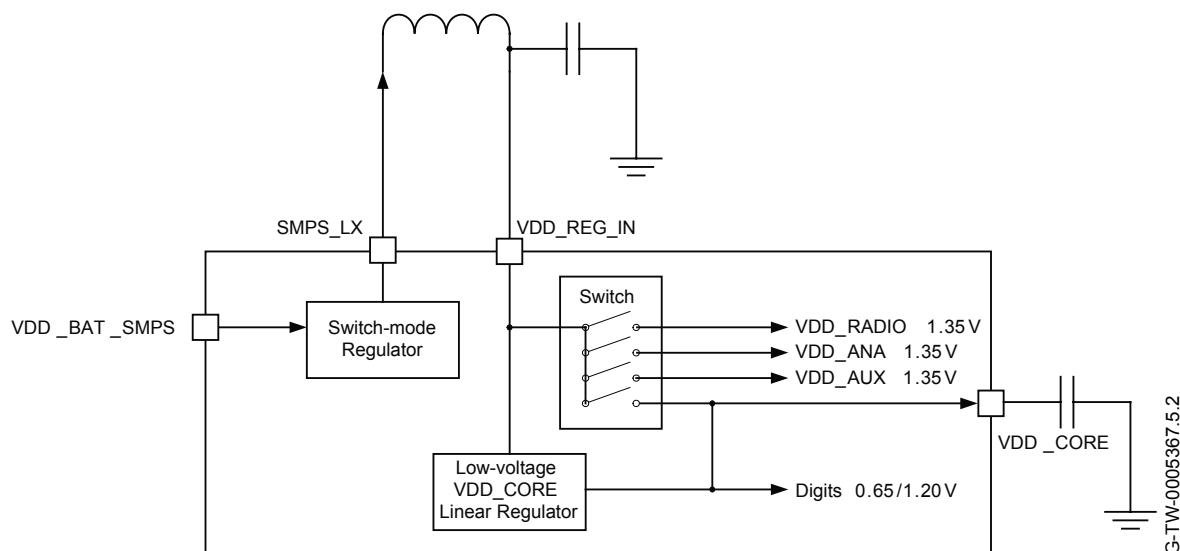 SMPS_LX
VDD_REG_IN
Switch
VDD _BAT _SMPS
Switch-mode
Regulator
VDD_RADIO 1.35 V
VDD_ANA 1.35 V
VDD_AUX 1.35 V
VDD _CORE
Low-voltage
VDD_CORE
Linear Regulator
Digits 0.65/1.20 V
G-TW-0005367.5.2